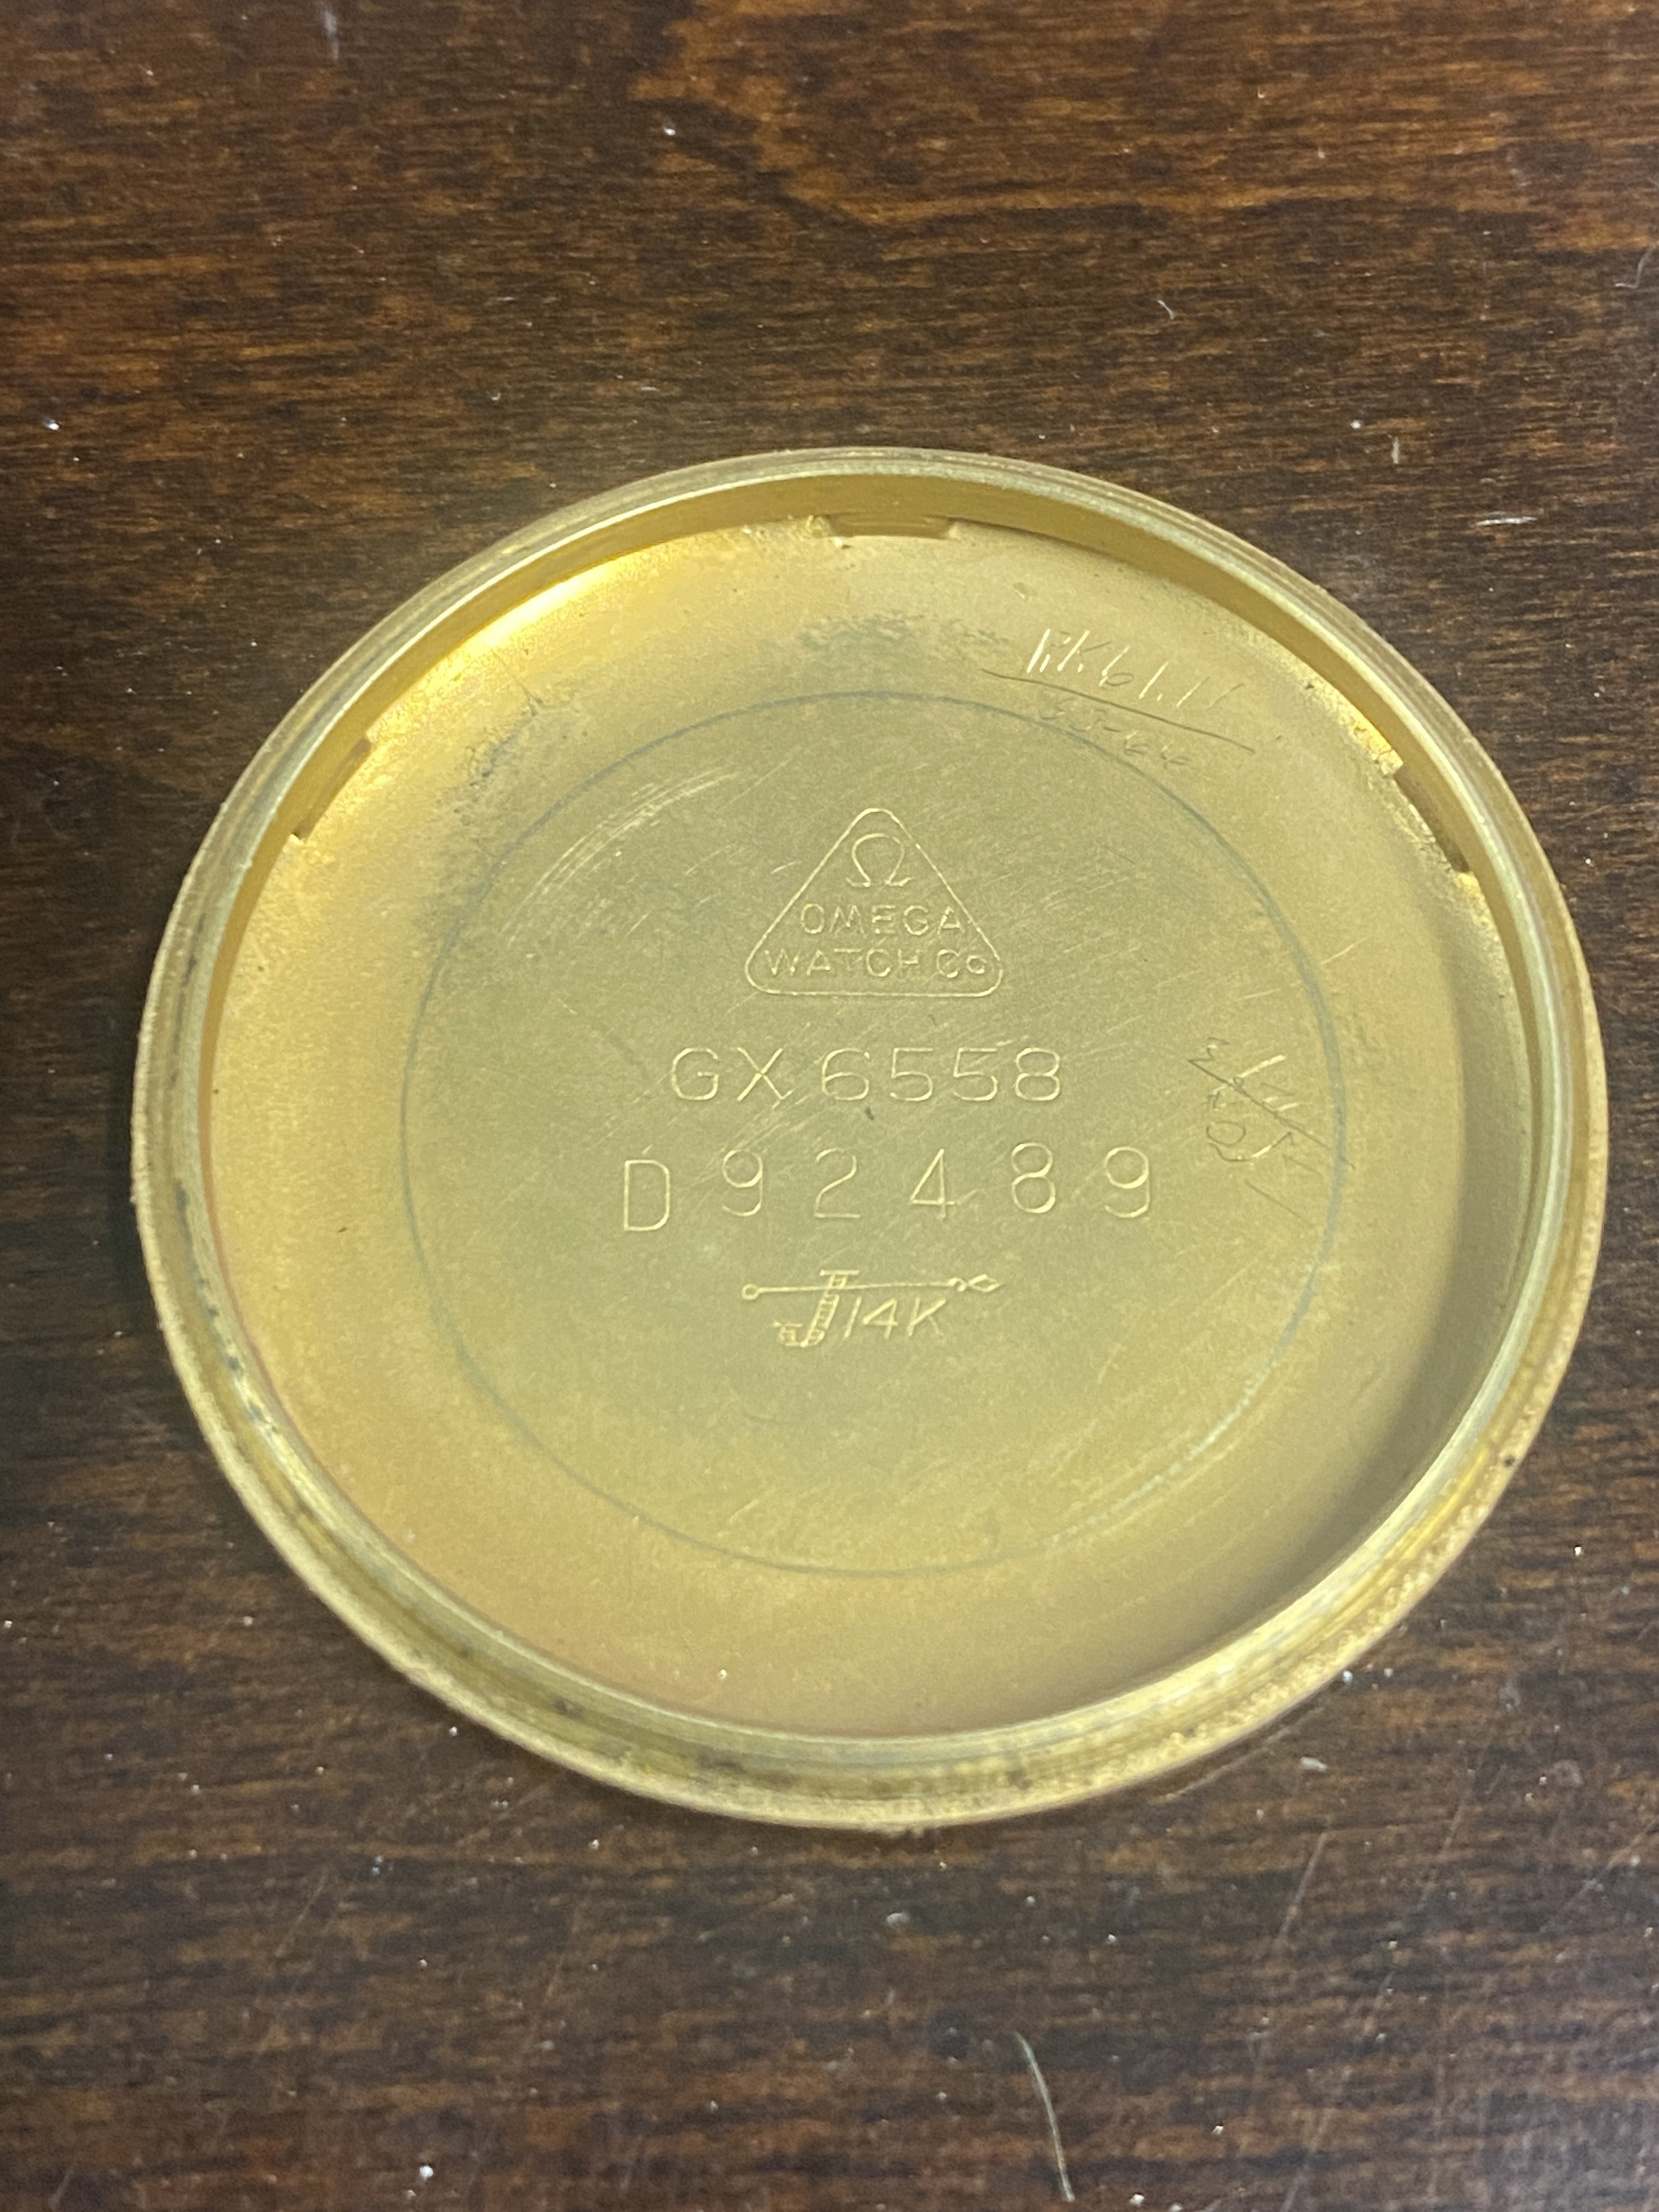 Ω
OMEGA
WATCH Co
GX 6558
D 92489
J 14K